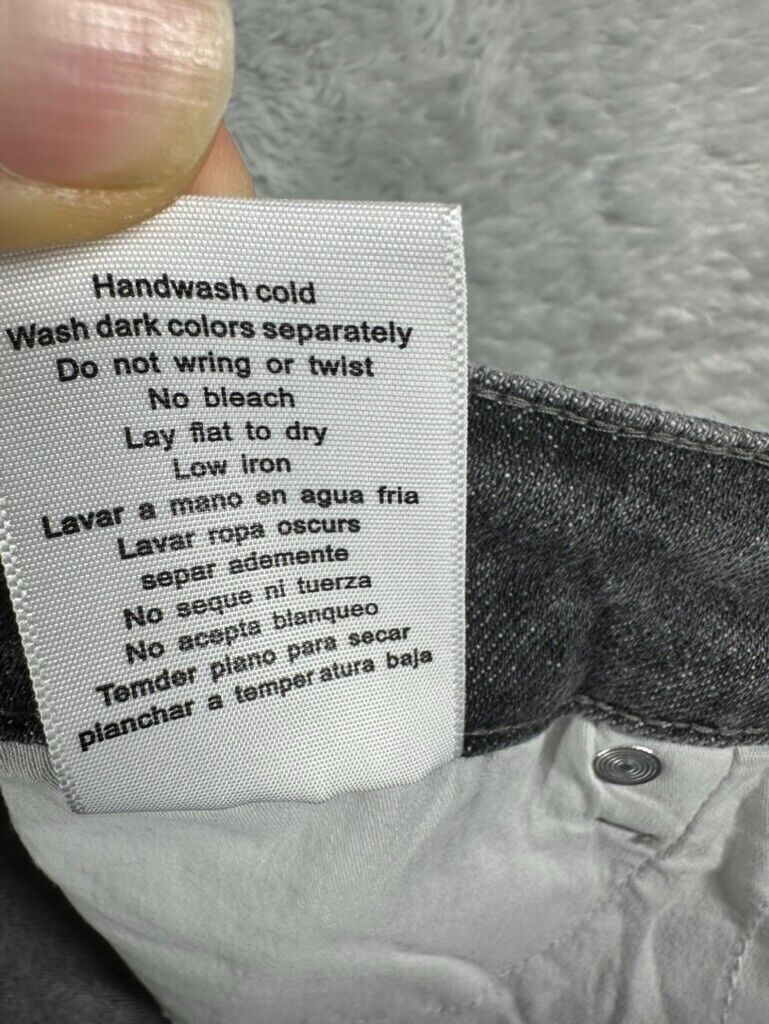 Handwash cold
Wash dark colors separately
Do not wring or twist
No bleach
Lay flat to dry
Low iron
Lavar a mano en agua fria
Lavar ropa oscurs
separ ademente
No seque ni tuerza
No acepta blanqueo
Temder plano para secar
planchar a temper atura baja